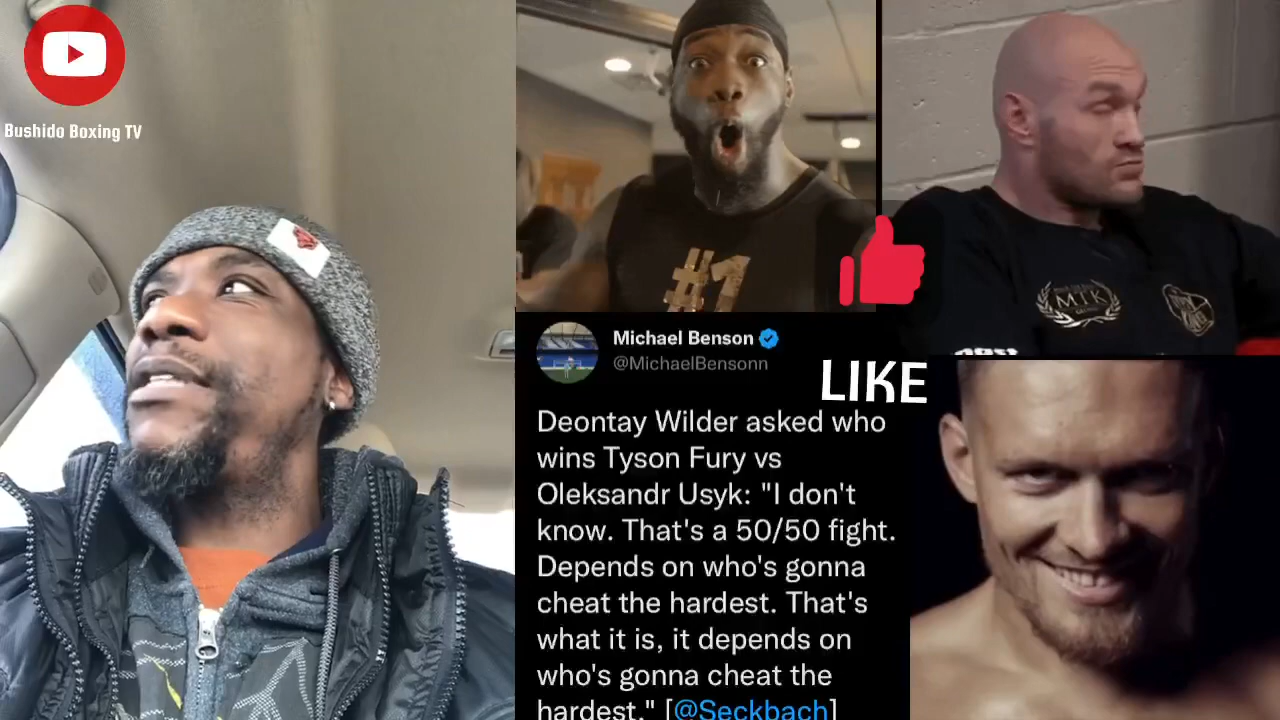 Bushido Boxing TV
#1
MTK
Michael Benson
@MichaelBensonn
LIKE
Deontay Wilder asked who
wins Tyson Fury vs
Oleksandr Usyk: "I don't
know. That's a 50/50 fight.
Depends on who's gonna
cheat the hardest. That's
what it is, it depends on
who's gonna cheat the
hardest." [@Seckbach]